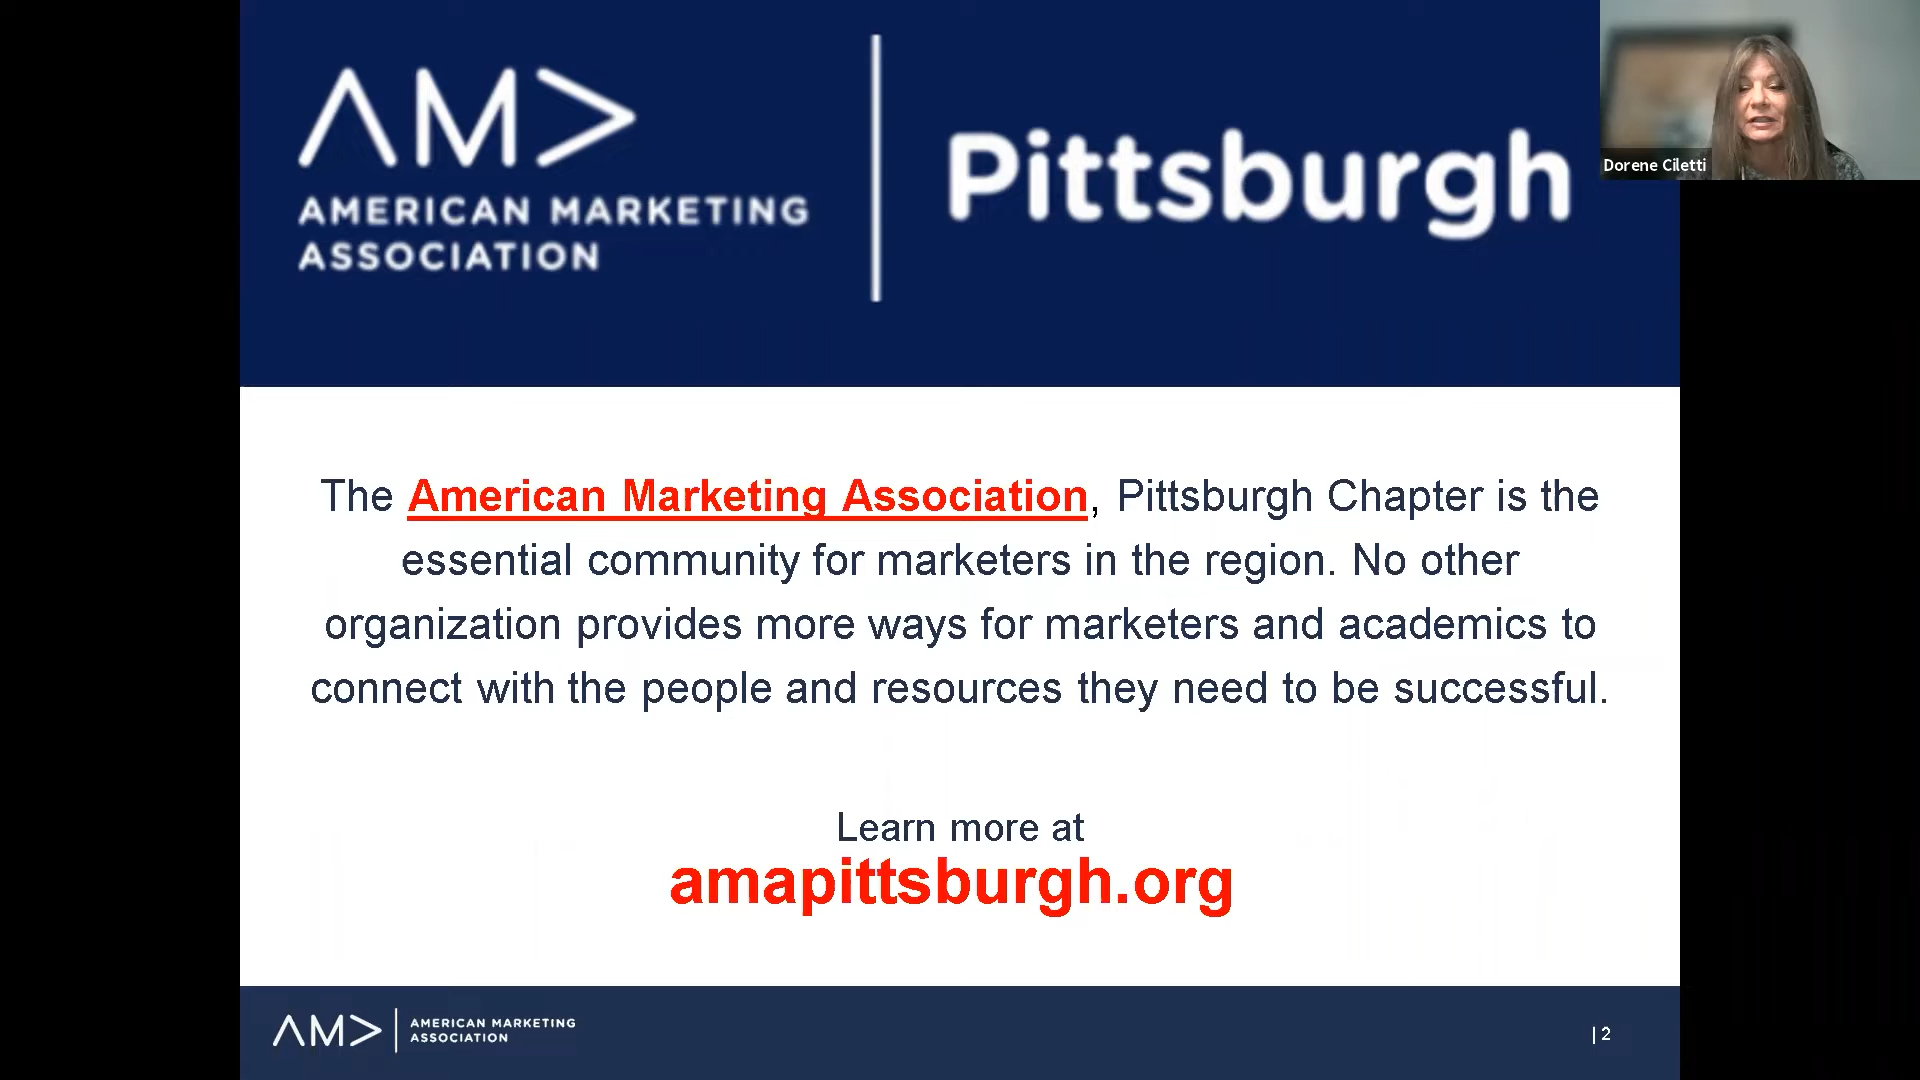 AMA
AMERICAN MARKETING
ASSOCIATION
Pittsburgh
Dorene Ciletti
The American Marketing Association, Pittsburgh Chapter is the
essential community for marketers in the region. No other
organization provides more ways for marketers and academics to
connect with the people and resources they need to be successful.
Learn more at
amapittsburgh.org
AMA
AMERICAN MARKETING
ASSOCIATION
| 2